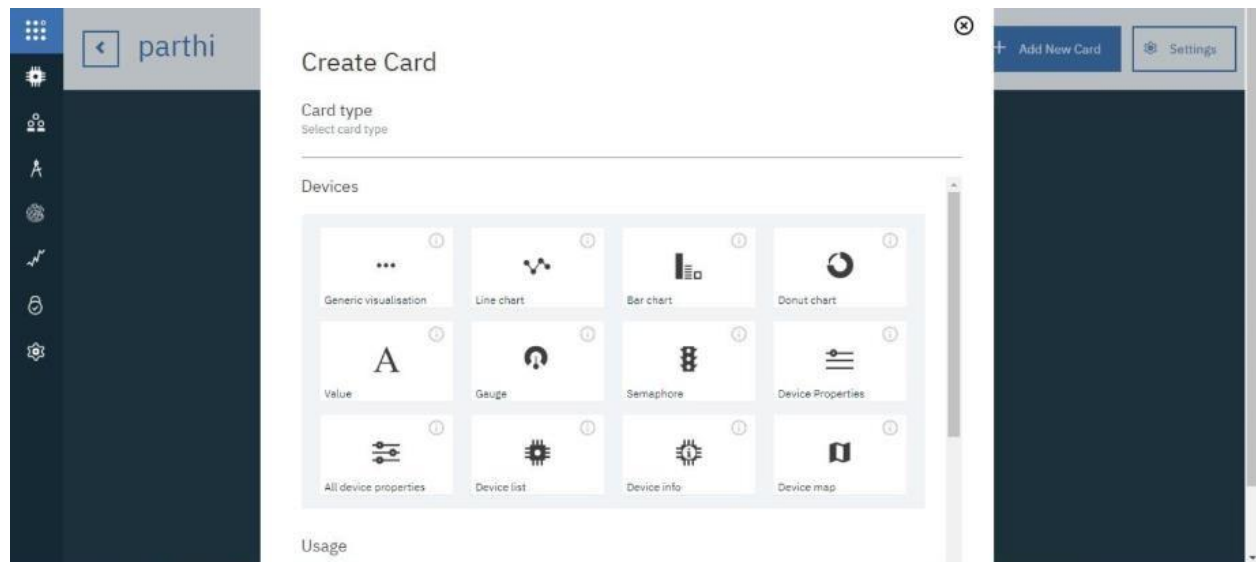 parthi
Create Card
+ Add New Card
Settings
Card type
Select card type
Devices
Generic visualisation
Line chart
Bar chart
Donut chart
A
Value
Gauge
Semaphore
Device Properties
All device properties
Device list
Device info
Device map
Usage